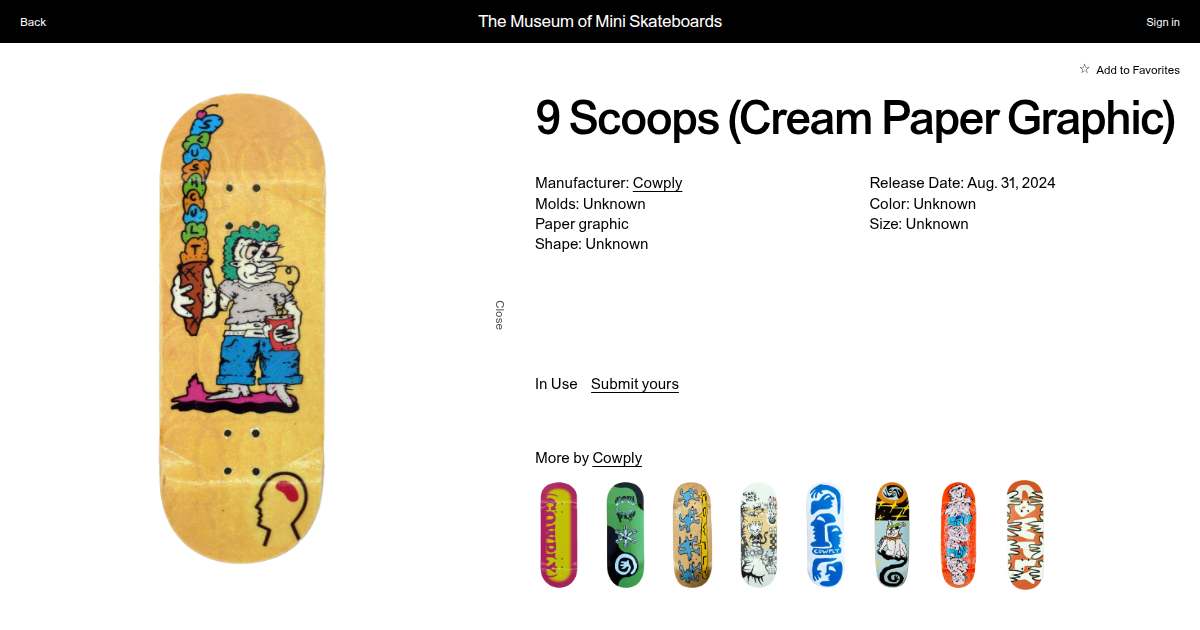 Back
The Museum of Mini Skateboards
Sign in
☆ Add to Favorites
9 Scoops (Cream Paper Graphic)
Manufacturer: Cowply
Molds: Unknown
Paper graphic
Shape: Unknown
Release Date: Aug. 31, 2024
Color: Unknown
Size: Unknown
Close
In Use Submit yours
More by Cowply
COWPLY
COWPLY